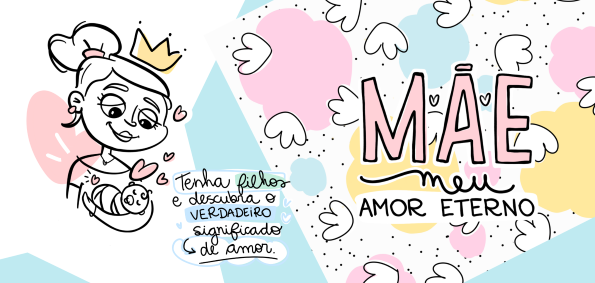 Tenha filhos
e descubra o
VERDADEIRO
significado
de amor.
MÃE
meu
AMOR ETERNO